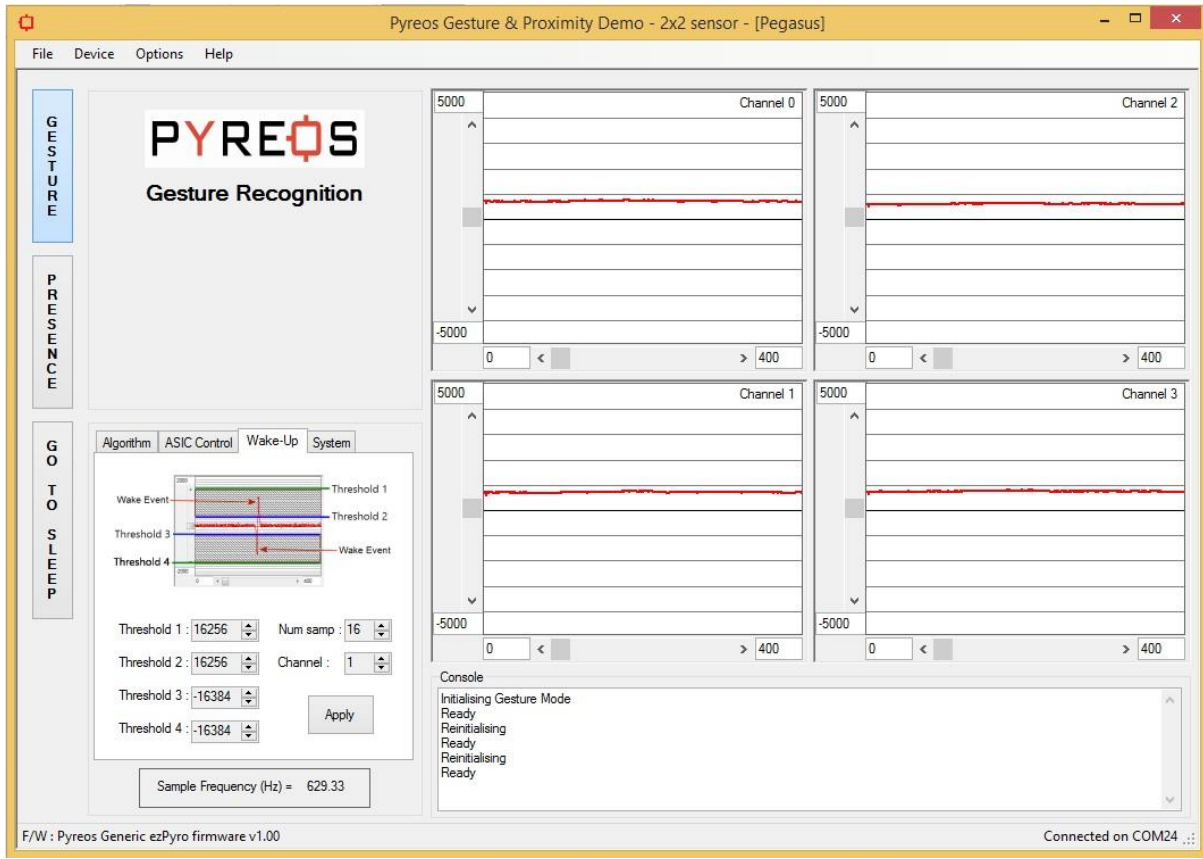 Pyreos Gesture & Proximity Demo - 2x2 sensor - [Pegasus]
File Device Options Help
GESTURE
PRESENCE
GO TO SLEEP
PYREOS
Gesture Recognition
5000
Channel 0
-5000
0 < > 400
5000
Channel 2
-5000
0 < > 400
5000
Channel 1
-5000
0 < > 400
5000
Channel 3
-5000
0 < > 400
Algorithm ASIC Control Wake-Up System
Wake Event
Threshold 1
Threshold 2
Threshold 3
Wake Event
Threshold 4
0 < > 400
Threshold 1 : 16256 Num samp : 16
Threshold 2 : 16256 Channel : 1
Threshold 3 : -16384
Threshold 4 : -16384
Apply
Sample Frequency (Hz) = 629.33
Console
Initialising Gesture Mode
Ready
Reinitialising
Ready
Reinitialising
Ready
F/W : Pyreos Generic ezPyro firmware v1.00
Connected on COM24